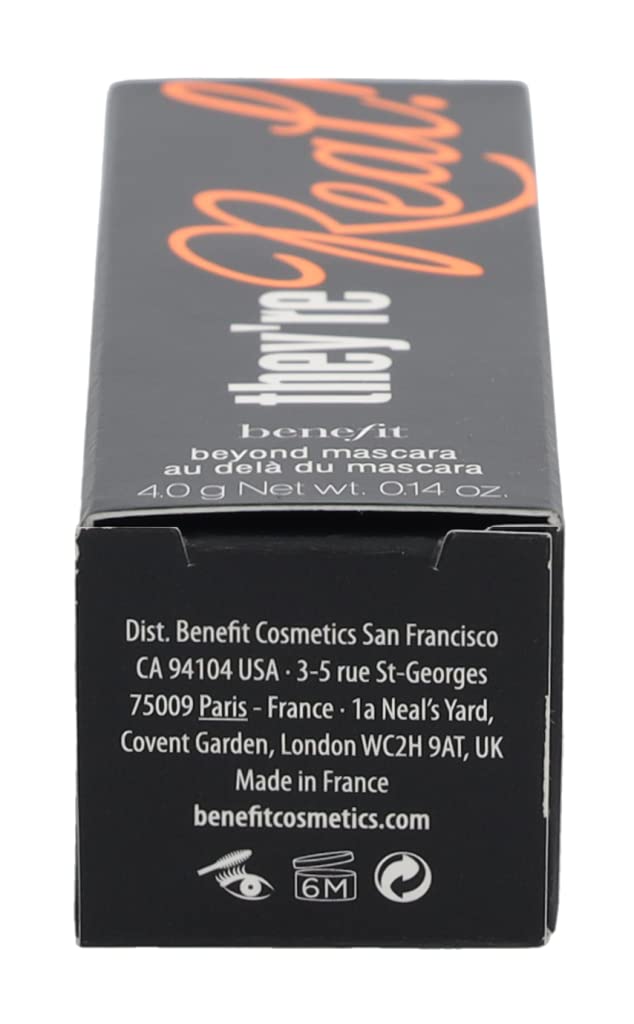 they're Real!
benefit
beyond mascara
au delà du mascara
4.0 g Net wt. 0.14 oz.
Dist. Benefit Cosmetics San Francisco
CA 94104 USA · 3-5 rue St-Georges
75009 Paris - France · 1a Neal's Yard,
Covent Garden, London WC2H 9AT, UK
Made in France
benefitcosmetics.com
6M